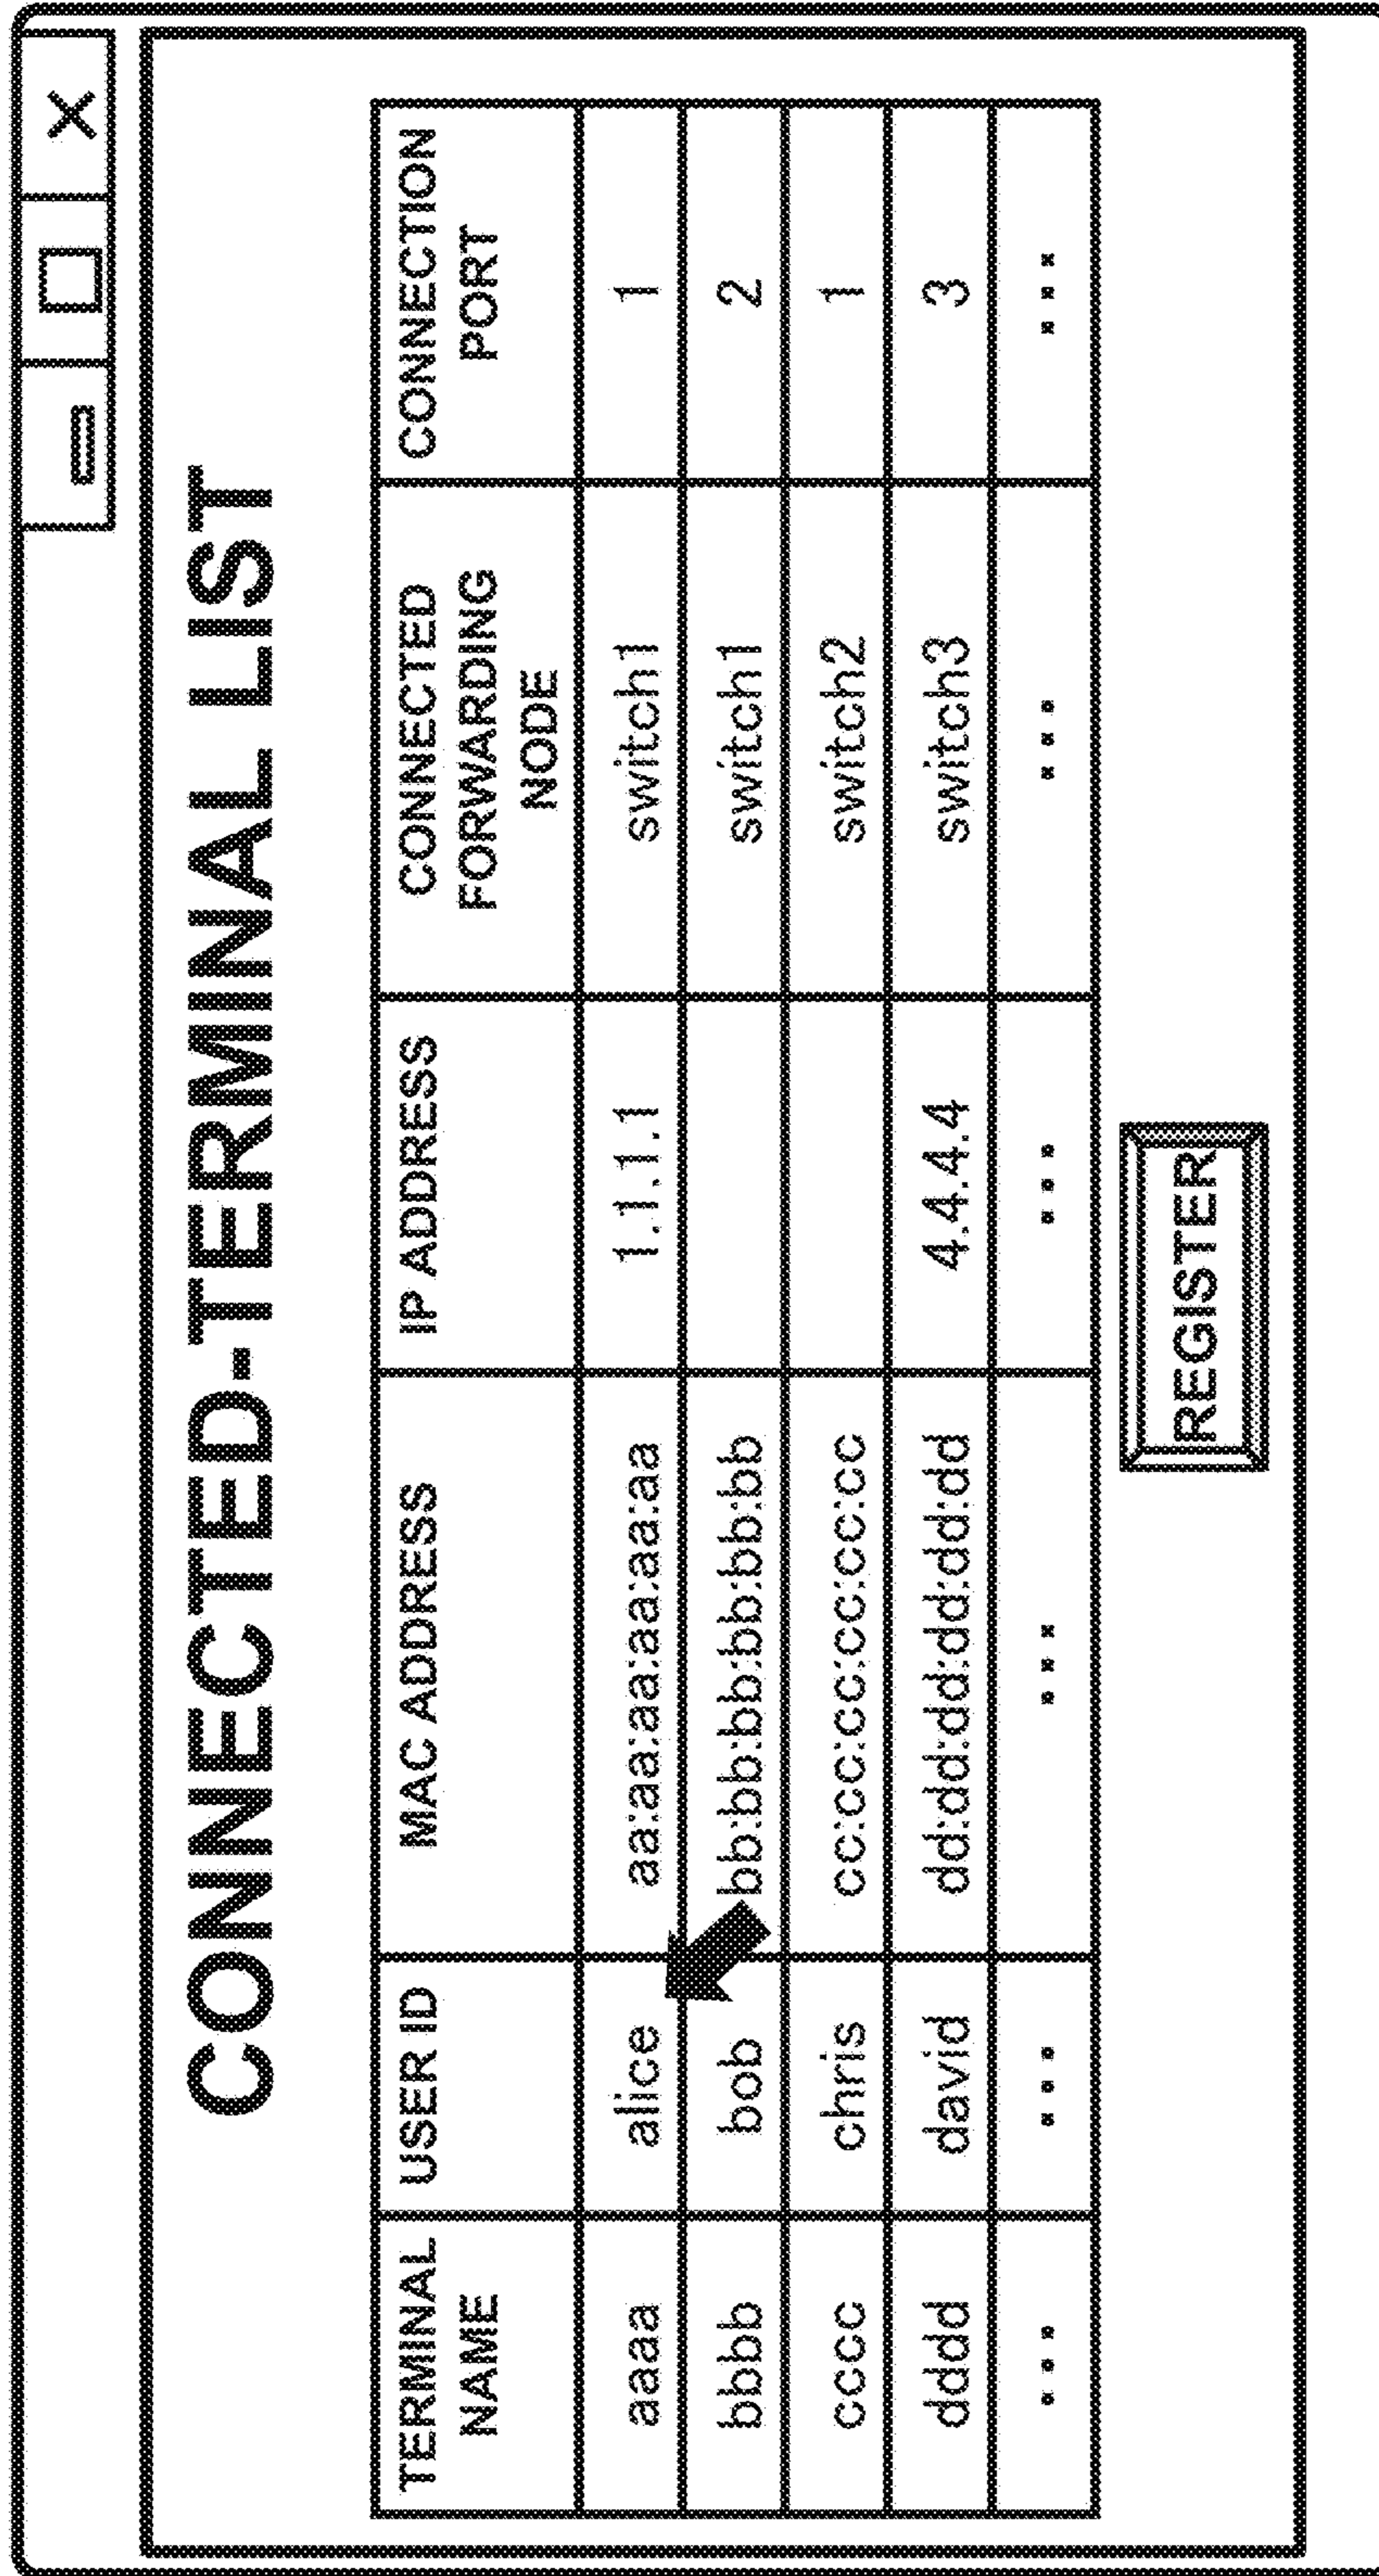 CONNECTED-TERMINAL LIST
TERMINAL NAME USER ID MAC ADDRESS IP ADDRESS CONNECTED FORWARDING NODE CONNECTION PORT
aaaa alice aa:aa:aa:aa:aa:aa 1.1.1.1 switch1 1
bbbb bob bb:bb:bb:bb:bb:bb switch1 2
cccc chris cc:cc:cc:cc:cc:cc switch2 1
dddd david dd:dd:dd:dd:dd:dd 4.4.4.4 switch3 3
... ... ... ... ... ...
REGISTER